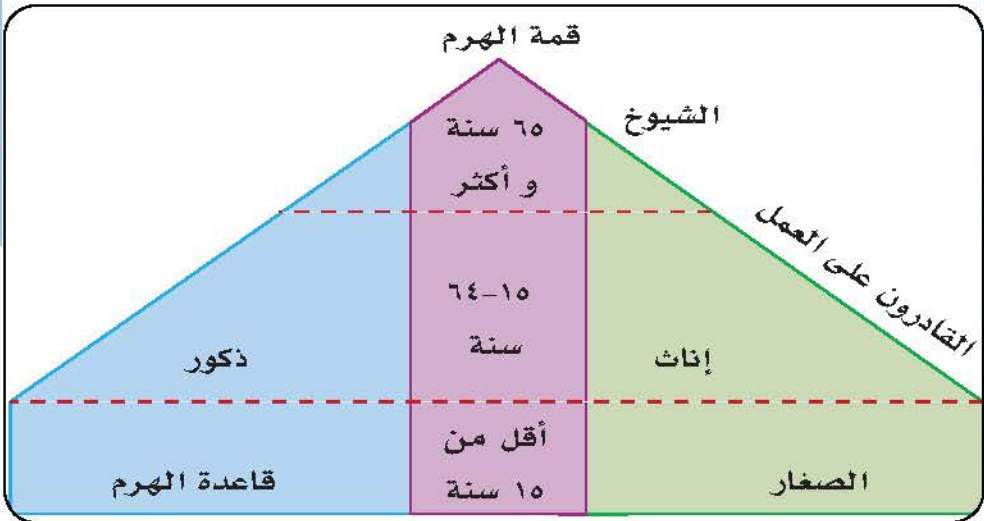 قمة الهرم
الشيوخ
٦٥ سنة
و أكثر
القادرون على العمل
١٥-٦٤
سنة
إناث
ذكور
أقل من
١٥ سنة
الصغار
قاعدة الهرم